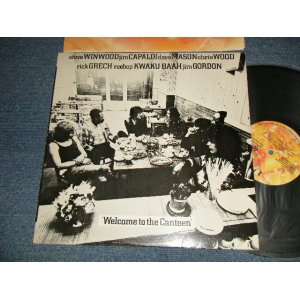 steve WINWOOD jim CAPALDI dave MASON chris WOOD
rick GRECH reebop KWAKU BAAH jim GORDON
"Welcome to the Canteen"